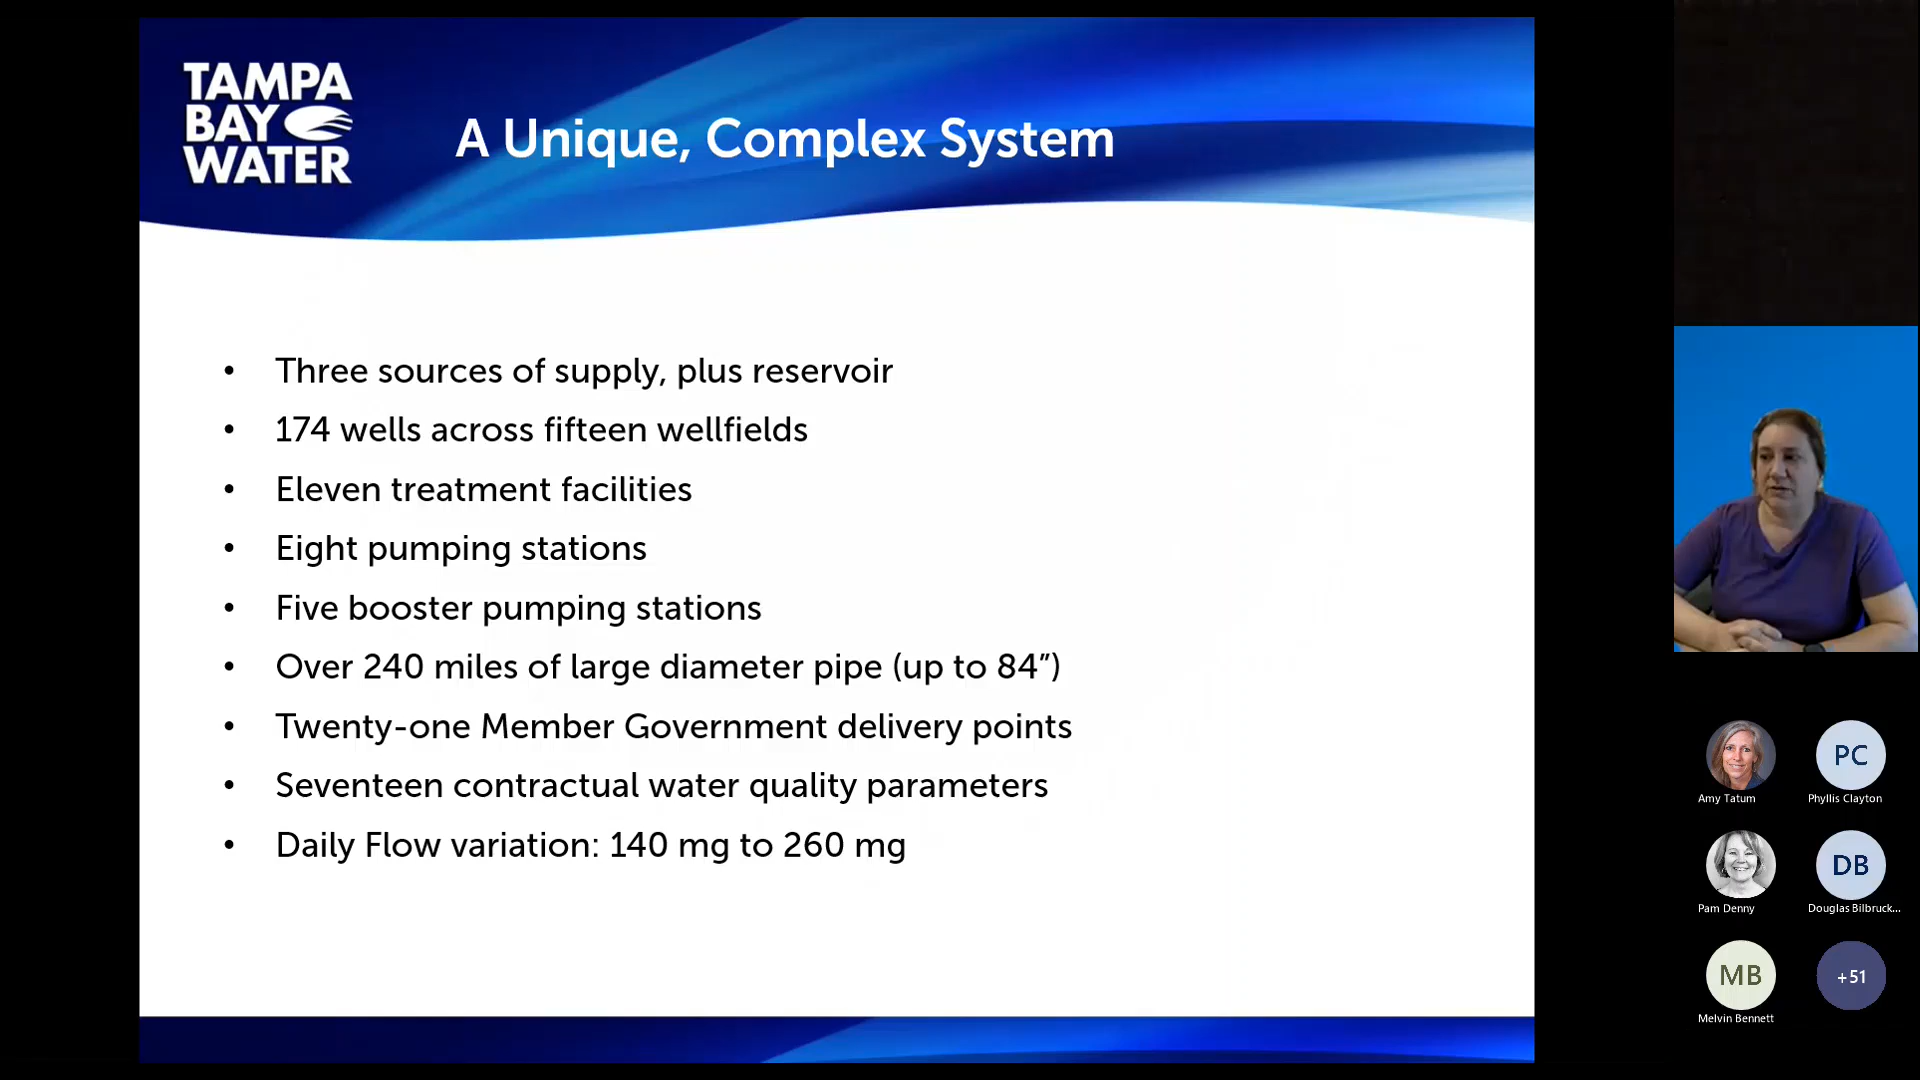 TAMPA
BAY
WATER
A Unique, Complex System
• Three sources of supply, plus reservoir
• 174 wells across fifteen wellfields
• Eleven treatment facilities
• Eight pumping stations
• Five booster pumping stations
• Over 240 miles of large diameter pipe (up to 84”)
• Twenty-one Member Government delivery points
• Seventeen contractual water quality parameters
• Daily Flow variation: 140 mg to 260 mg
PC
Amy Tatum
Phyllis Clayton
DB
Pam Denny
Douglas Bilbruck...
MB
+51
Melvin Bennett